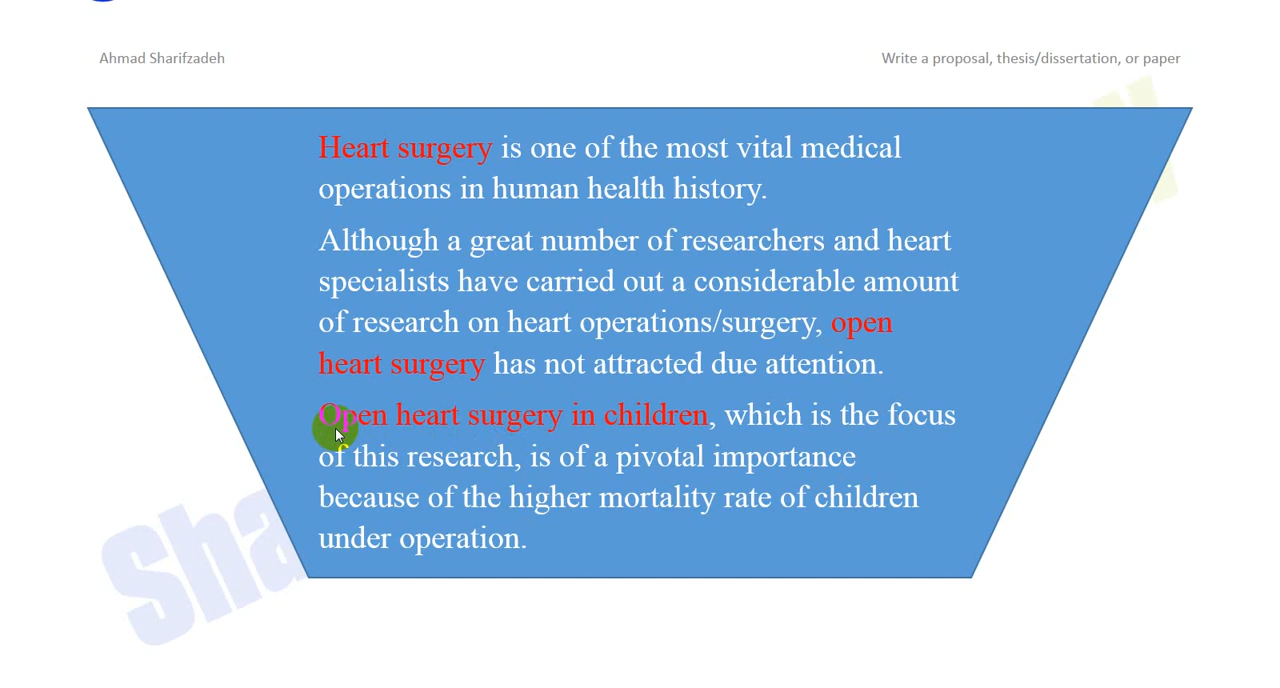 Ahmad Sharifzadeh
Write a proposal, thesis/dissertation, or paper
Heart surgery is one of the most vital medical
operations in human health history.
Although a great number of researchers and heart
specialists have carried out a considerable amount
of research on heart operations/surgery, open
heart surgery has not attracted due attention.
Open heart surgery in children, which is the focus
of this research, is of a pivotal importance
because of the higher mortality rate of children
under operation.